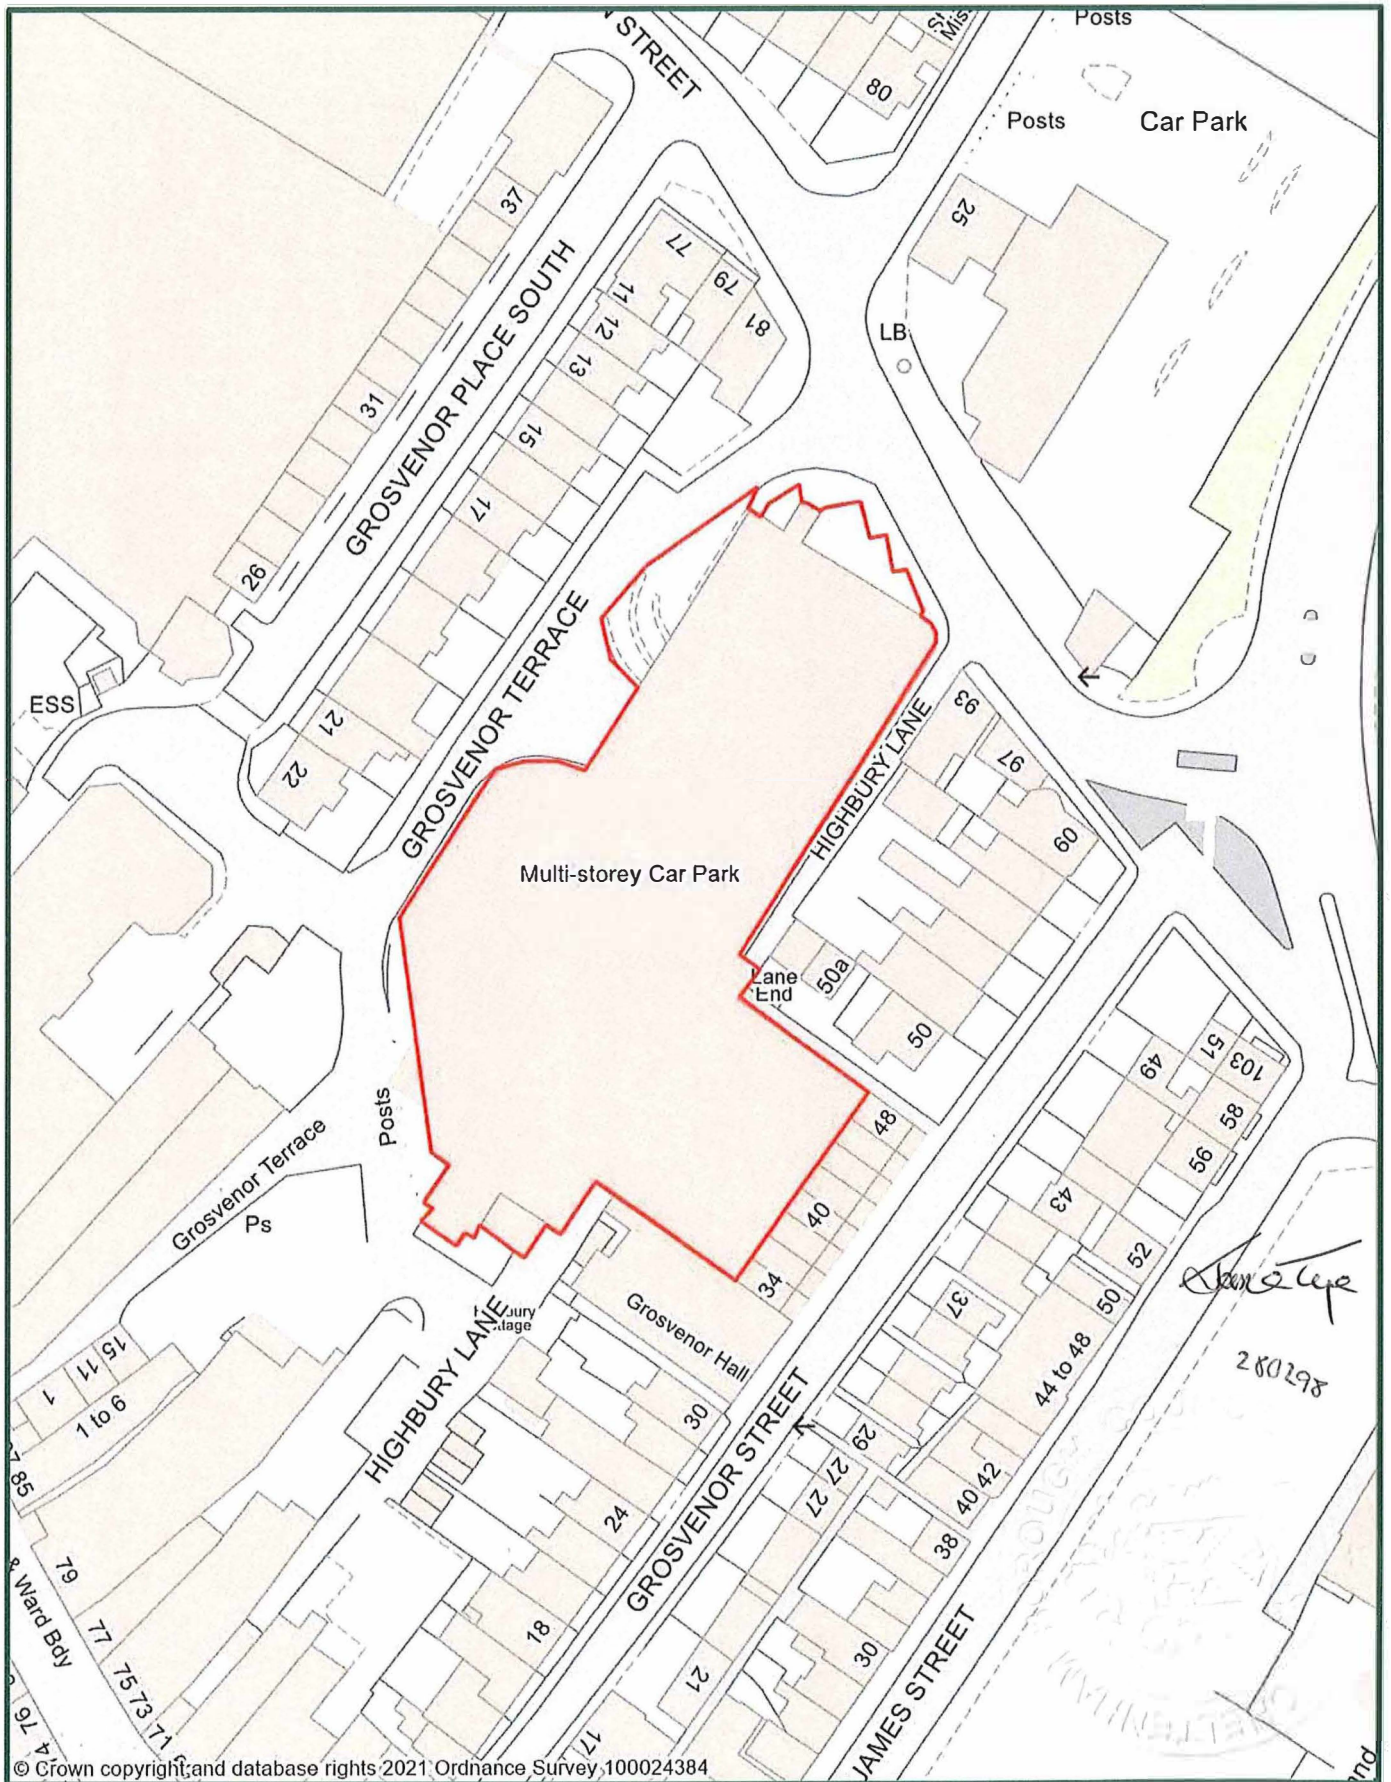 STREET
Posts
80
Posts
Car Park
37
25
77
79
81
11
12
13
LB
GROSVENOR PLACE SOUTH
31
15
17
26
GROSVENOR TERRACE
ESS
21
22
HIGHBURY LANE
93
97
60
Multi-storey Car Park
Lane
End
50a
50
49
51
103
58
56
Posts
48
Grosvenor Terrace
Ps
40
43
52
34
37
50
Grosvenor Hall
HIGHBURY LANE
44 to 48
280298
15
11
1
1 to 6
30
GROSVENOR STREET
29
27
27
40 42
85
24
38
79
& Ward Bdy
77
18
30
21
JAMES STREET
75 73 71
76
17
© Crown copyright and database rights 2021 Ordnance Survey 100024384